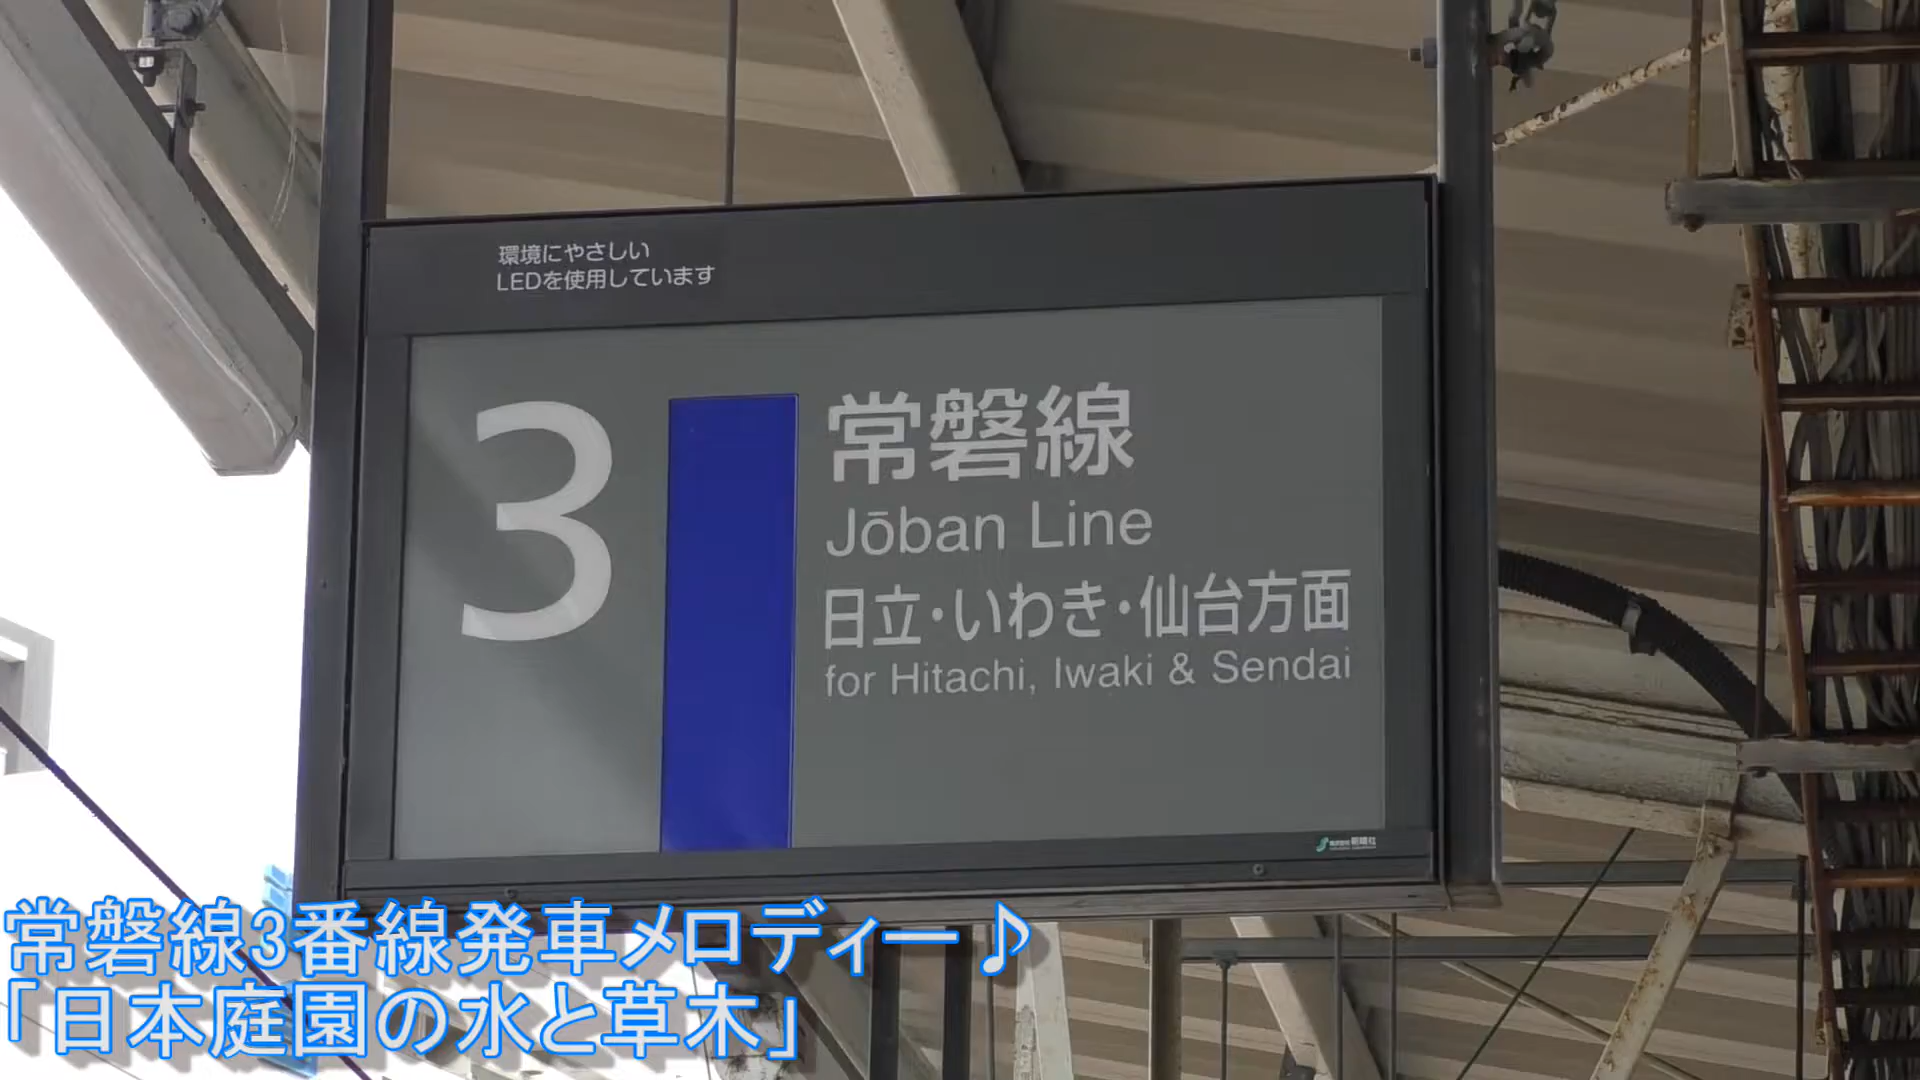 環境にやさしい
LEDを使用しています
3
常磐線
Jōban Line
日立・いわき・仙台方面
for Hitachi, Iwaki & Sendai
常磐線3番線発車メロディー♪
「日本庭園の水と草木」